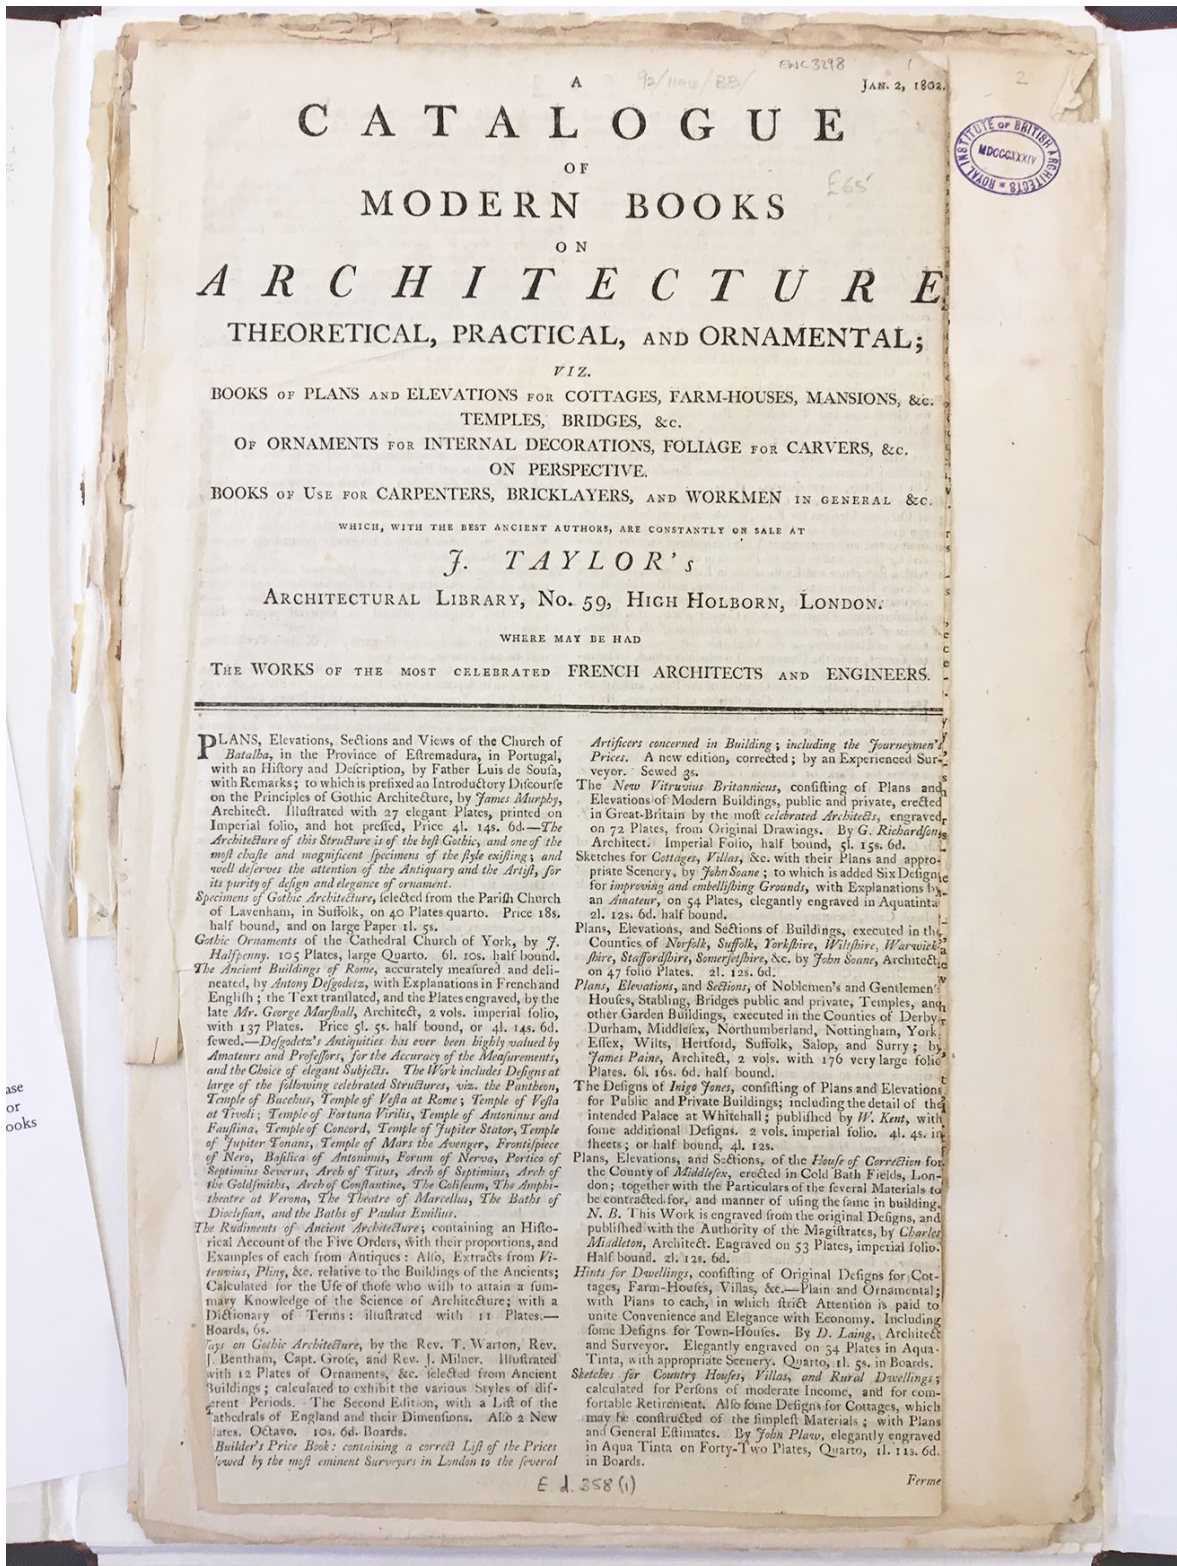 EWC 3298
92/nov/BB/
A
JAN. 2, 1802.
2
CATALOGUE
ROYAL INSTITUTE OF BRITISH ARCHITECTS * MDCCCXXXIV
OF
£65
MODERN BOOKS
ON
ARCHITECTURE
THEORETICAL, PRACTICAL, AND ORNAMENTAL;
VIZ.
BOOKS OF PLANS AND ELEVATIONS FOR COTTAGES, FARM-HOUSES, MANSIONS, &c.
TEMPLES, BRIDGES, &c.
OF ORNAMENTS FOR INTERNAL DECORATIONS, FOLIAGE FOR CARVERS, &c.
ON PERSPECTIVE.
BOOKS OF USE FOR CARPENTERS, BRICKLAYERS, AND WORKMEN IN GENERAL &c.
WHICH, WITH THE BEST ANCIENT AUTHORS, ARE CONSTANTLY ON SALE AT
J. TAYLOR's
ARCHITECTURAL LIBRARY, No. 59, HIGH HOLBORN, LONDON.
WHERE MAY BE HAD
THE WORKS OF THE MOST CELEBRATED FRENCH ARCHITECTS AND ENGINEERS.
PLANS, Elevations, Sections and Views of the Church of
Batalha, in the Province of Eſtremadura, in Portugal,
with an Hiſtory and Deſcription, by Father Luis de Souſa,
with Remarks; to which is prefixed an Introductory Diſcourſe
on the Principles of Gothic Architecture, by James Murphy,
Architect. Illuſtrated with 27 elegant Plates, printed on
Imperial folio, and hot preſſed, Price 4l. 14s. 6d.—The
Architecture of this Structure is of the beſt Gothic, and one of the
moſt chaſte and magnificent ſpecimens of the ſtyle exiſting; and
well deſerves the attention of the Antiquary and the Artiſt, for
its purity of deſign and elegance of ornament.
Specimens of Gothic Architecture, ſelected from the Pariſh Church
of Lavenham, in Suffolk, on 40 Plates quarto. Price 18s.
half bound, and on large Paper 1l. 5s.
Gothic Ornaments of the Cathedral Church of York, by J.
Halfpenny. 105 Plates, large Quarto. 6l. 10s. half bound.
The Ancient Buildings of Rome, accurately meaſured and deli-
neated, by Antony Deſgodetz, with Explanations in French and
Engliſh; the Text tranſlated, and the Plates engraved, by the
late Mr. George Marſhall, Architect, 2 vols. imperial folio,
with 137 Plates. Price 5l. 5s. half bound, or 4l. 14s. 6d.
ſewed.—Deſgodetz's Antiquities has ever been highly valued by
Amateurs and Profeſſors, for the Accuracy of the Meaſurements,
and the Choice of elegant Subjects. The Work includes Deſigns at
large of the following celebrated Structures, viz. the Pantheon,
Temple of Bacchus, Temple of Veſta at Rome; Temple of Veſta
at Tivoli; Temple of Fortuna Virilis, Temple of Antoninus and
Fauſtina, Temple of Concord, Temple of Jupiter Stator, Temple
of Jupiter Tonans, Temple of Mars the Avenger, Frontiſpiece
of Nero, Baſilica of Antoninus, Forum of Nerva, Portico of
Septimius Severus, Arch of Titus, Arch of Septimius, Arch of
the Goldſmiths, Arch of Conſtantine, The Coliſeum, The Amphi-
theatre at Verona, The Theatre of Marcellus, The Baths of
Dioclefian, and the Baths of Paulus Emilius.
The Rudiments of Ancient Architecture; containing an Hiſto-
rical Account of the Five Orders, with their proportions, and
Examples of each from Antiques: Alſo, Extracts from Vi-
truvius, Pliny, &c. relative to the Buildings of the Ancients;
Calculated for the Uſe of thoſe who wiſh to attain a ſum-
mary Knowledge of the Science of Architecture; with a
Dictionary of Terms: illuſtrated with 11 Plates.—
Boards, 6s.
ſays on Gothic Architecture, by the Rev. T. Warton, Rev.
J. Bentham, Capt. Groſe, and Rev. J. Milner. Illuſtrated
with 12 Plates of Ornaments, &c. ſelected from Ancient
Buildings; calculated to exhibit the various Styles of dif-
erent Periods. The Second Edition, with a Liſt of the
athedrals of England and their Dimenſions. Alſo 2 New
lates. Octavo. 10s. 6d. Boards.
Builder's Price Book: containing a correct Liſt of the Prices
lowed by the moſt eminent Surveyors in London to the ſeveral
Artificers concerned in Building; including the Journeymen's
Prices. A new edition, corrected; by an Experienced Sur-
veyor. Sewed 3s.
The New Vitruvius Britannicus, conſiſting of Plans and
Elevations of Modern Buildings, public and private, erected
in Great-Britain by the moſt celebrated Architects, engraved
on 72 Plates, from Original Drawings. By G. Richardſon,
Architect. Imperial Folio, half bound, 5l. 15s. 6d.
Sketches for Cottages, Villas, &c. with their Plans and appro-
priate Scenery, by John Soane; to which is added Six Deſigns
for improving and embelliſhing Grounds, with Explanations by
an Amateur, on 54 Plates, elegantly engraved in Aquatinta
2l. 12s. 6d. half bound.
Plans, Elevations, and Sections of Buildings, executed in the
Counties of Norfolk, Suffolk, Yorkſhire, Wiltſhire, Warwick-
ſhire, Staffordſhire, Somerſetſhire, &c. by John Soane, Architect
on 47 folio Plates. 2l. 12s. 6d.
Plans, Elevations, and Sections, of Noblemen's and Gentlemen's
Houſes, Stabling, Bridges public and private, Temples, and
other Garden Buildings, executed in the Counties of Derby,
Durham, Middleſex, Northumberland, Nottingham, York
Eſſex, Wilts, Hertford, Suffolk, Salop, and Surry; by
James Paine, Architect, 2 vols. with 176 very large folio
Plates. 6l. 16s. 6d. half bound.
The Deſigns of Inigo Jones, conſiſting of Plans and Elevations
for Public and Private Buildings; including the detail of the
intended Palace at Whitehall; publiſhed by W. Kent, with
ſome additional Deſigns. 2 vols. imperial folio. 4l. 4s. in
ſheets; or half bound, 4l. 12s.
Plans, Elevations, and Sections, of the Houſe of Correction for
the County of Middleſex, erected in Cold Bath Fields, Lon-
don; together with the Particulars of the ſeveral Materials to
be contracted for, and manner of uſing the ſame in building.
N. B. This Work is engraved from the original Deſigns, and
publiſhed with the Authority of the Magiſtrates, by Charles
Middleton, Architect. Engraved on 53 Plates, imperial folio.
Half bound. 2l. 12s. 6d.
Hints for Dwellings, conſiſting of Original Deſigns for Cot-
tages, Farm-Houſes, Villas, &c.—Plain and Ornamental;
with Plans to each, in which ſtrict Attention is paid to
unite Convenience and Elegance with Economy. Including
ſome Deſigns for Town-Houſes. By D. Laing, Architect
and Surveyor. Elegantly engraved on 34 Plates in Aqua-
Tinta, with appropriate Scenery. Quarto, 1l. 5s. in Boards.
Sketches for Country Houſes, Villas, and Rural Dwellings;
calculated for Perſons of moderate Income, and for com-
fortable Retirement. Alſo ſome Deſigns for Cottages, which
may be conſtructed of the ſimpleſt Materials; with Plans
and General Eſtimates. By John Plaw, elegantly engraved
in Aqua Tinta on Forty-Two Plates, Quarto, 1l. 11s. 6d.
in Boards.
Ferme
E d. 358 (1)
ase
or
ooks